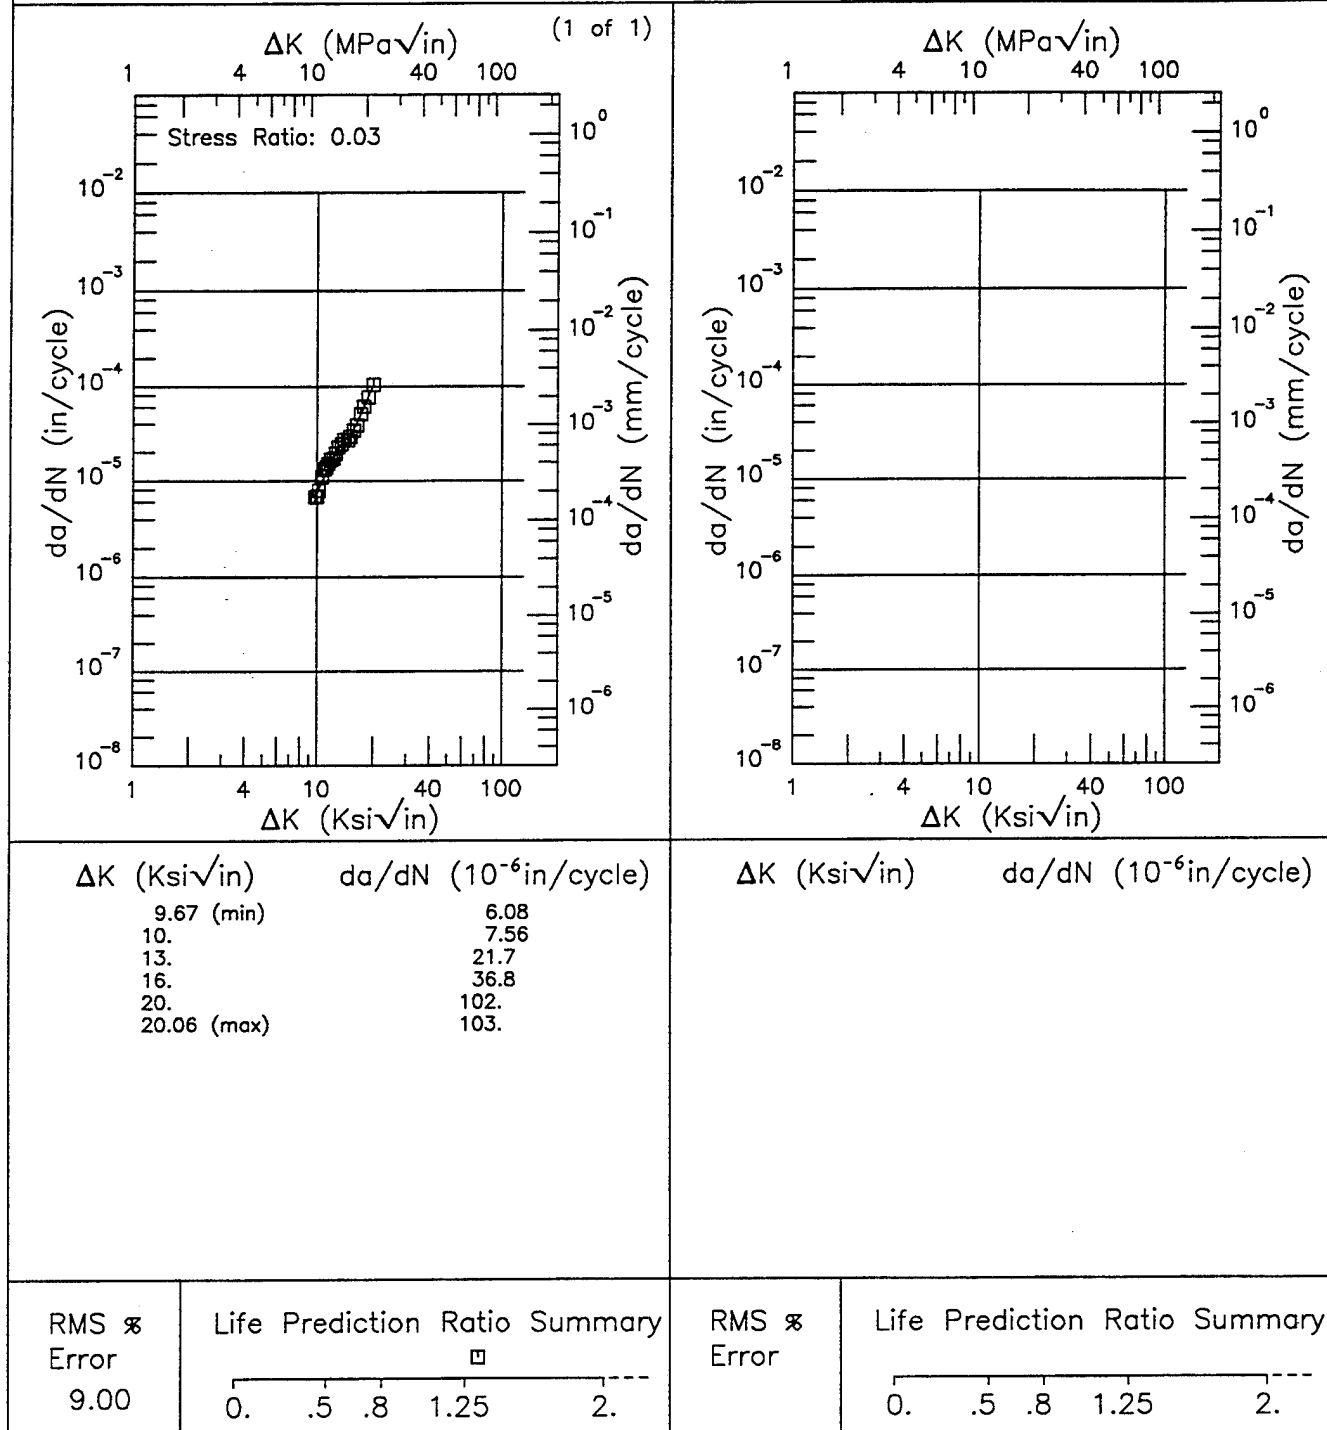 (1 of 1)
ΔK (MPa√in)
1 4 10 40 100
Stress Ratio: 0.03
10⁻²
10⁻³
10⁻⁴
10⁻⁵
10⁻⁶
10⁻⁷
10⁻⁸
da/dN (in/cycle)
10⁰
10⁻¹
10⁻²
10⁻³
10⁻⁴
10⁻⁵
10⁻⁶
da/dN (mm/cycle)
1 4 10 40 100
ΔK (Ksi√in)
ΔK (MPa√in)
1 4 10 40 100
10⁻²
10⁻³
10⁻⁴
10⁻⁵
10⁻⁶
10⁻⁷
10⁻⁸
da/dN (in/cycle)
10⁰
10⁻¹
10⁻²
10⁻³
10⁻⁴
10⁻⁵
10⁻⁶
da/dN (mm/cycle)
1 4 10 40 100
ΔK (Ksi√in)
ΔK (Ksi√in) da/dN (10⁻⁶in/cycle)
9.67 (min) 6.08
10. 7.56
13. 21.7
16. 36.8
20. 102.
20.06 (max) 103.
ΔK (Ksi√in) da/dN (10⁻⁶in/cycle)
RMS %
Error
9.00
Life Prediction Ratio Summary
0. .5 .8 1.25 2.
RMS %
Error
Life Prediction Ratio Summary
0. .5 .8 1.25 2.